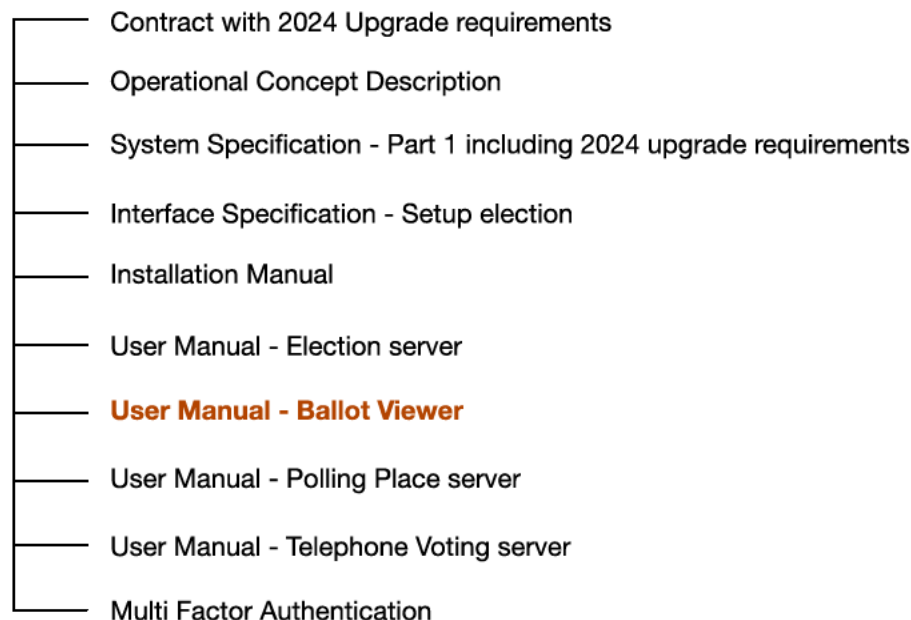 Contract with 2024 Upgrade requirements
Operational Concept Description
System Specification - Part 1 including 2024 upgrade requirements
Interface Specification - Setup election
Installation Manual
User Manual - Election server
User Manual - Ballot Viewer
User Manual - Polling Place server
User Manual - Telephone Voting server
Multi Factor Authentication